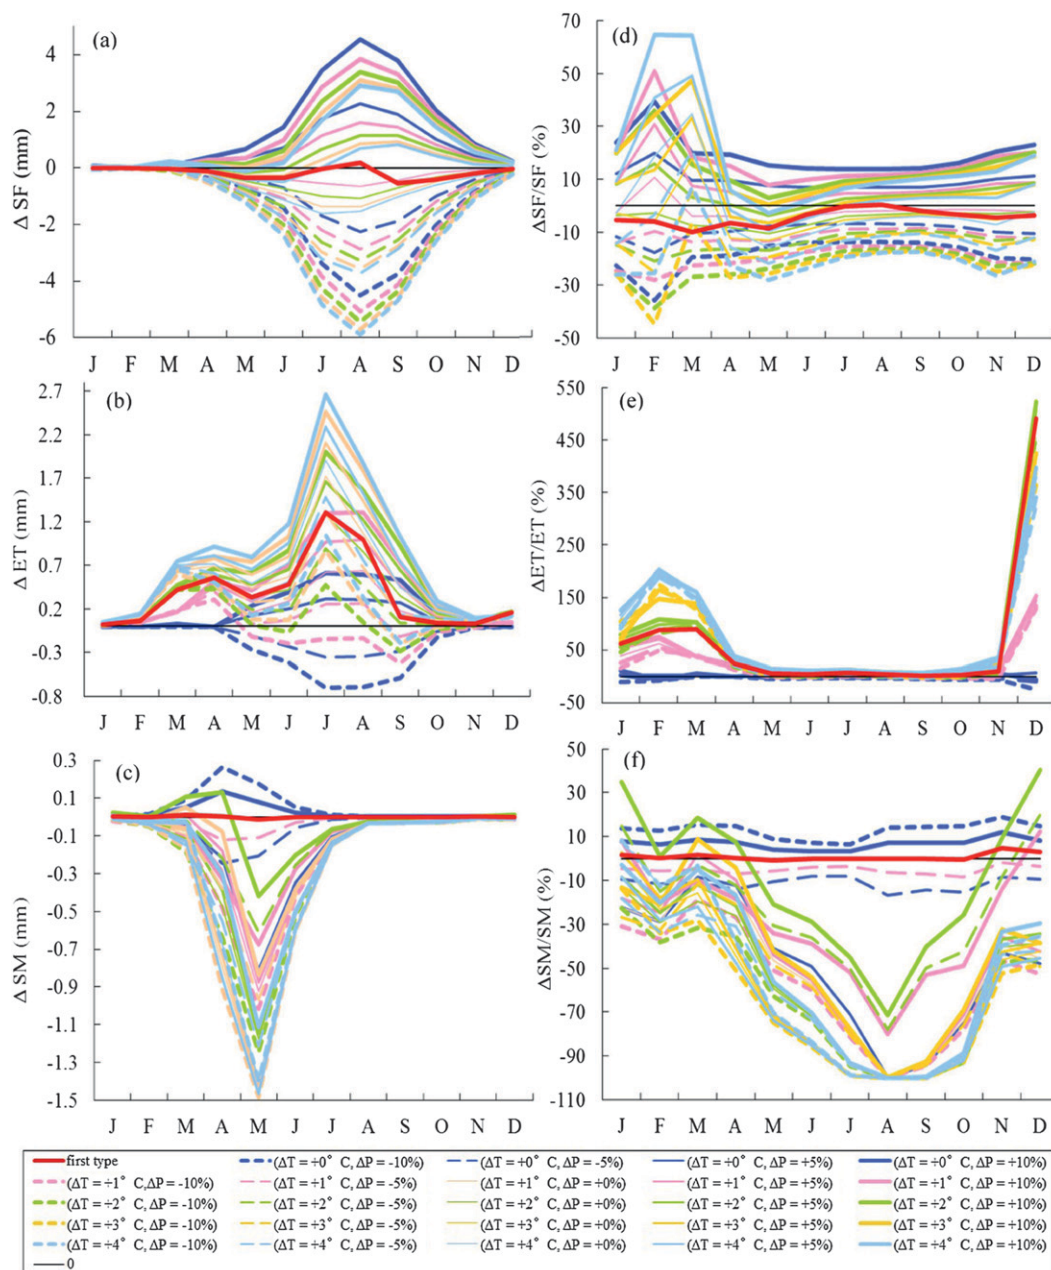 (a)
Δ SF (mm)
4
2
0
-2
-4
-6
J F M A M J J A S O N D
(d)
ΔSF/SF (%)
70
50
30
10
-10
-30
-50
J F M A M J J A S O N D
(b)
Δ ET (mm)
2.7
2.2
1.7
1.2
0.7
0.2
-0.3
-0.8
J F M A M J J A S O N D
(e)
ΔET/ET (%)
550
450
350
250
150
50
-50
J F M A M J J A S O N D
(c)
Δ SM (mm)
0.3
0.1
-0.1
-0.3
-0.5
-0.7
-0.9
-1.1
-1.3
-1.5
J F M A M J J A S O N D
(f)
ΔSM/SM (%)
50
30
10
-10
-30
-50
-70
-90
-110
J F M A M J J A S O N D
first type (ΔT = +0° C, ΔP = -10%) (ΔT = +0° C, ΔP = -5%) (ΔT = +0° C, ΔP = +5%) (ΔT = +0° C, ΔP = +10%)
(ΔT = +1° C,ΔP = -10%) (ΔT = +1° C, ΔP = -5%) (ΔT = +1° C, ΔP = +0%) (ΔT = +1° C, ΔP = +5%) (ΔT = +1° C, ΔP = +10%)
(ΔT = +2° C, ΔP = -10%) (ΔT = +2° C, ΔP = -5%) (ΔT = +2° C, ΔP = +0%) (ΔT = +2° C, ΔP = +5%) (ΔT = +2° C, ΔP = +10%)
(ΔT = +3° C, ΔP = -10%) (ΔT = +3° C, ΔP = -5%) (ΔT = +3° C, ΔP = +0%) (ΔT = +3° C, ΔP = +5%) (ΔT = +3° C, ΔP = +10%)
(ΔT = +4° C, ΔP = -10%) (ΔT = +4° C, ΔP = -5%) (ΔT = +4° C, ΔP = +0%) (ΔT = +4° C, ΔP = +5%) (ΔT = +4° C, ΔP = +10%)
0